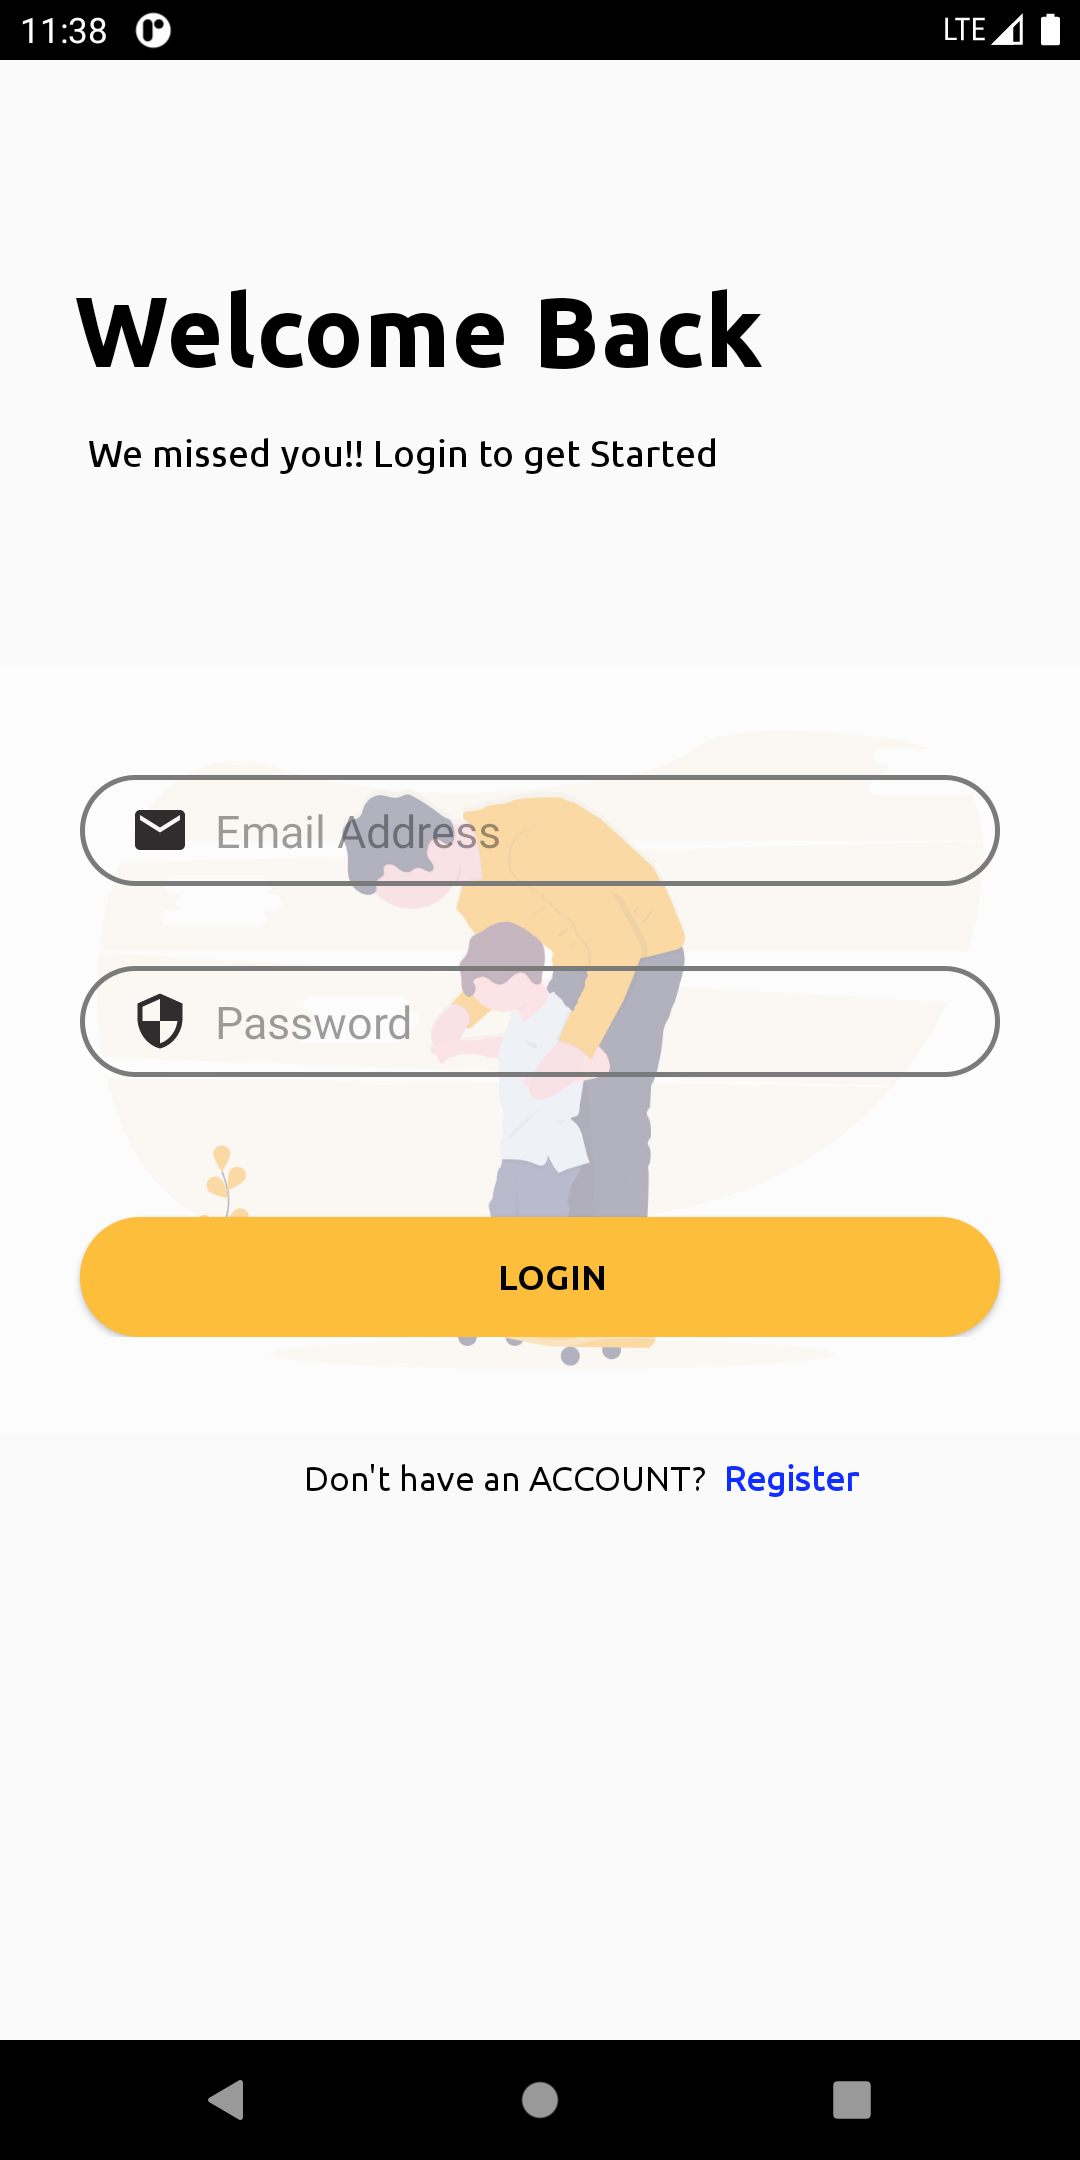 11:38 LTE
Welcome Back
We missed you!! Login to get Started
Email Address
Password
LOGIN
Don't have an ACCOUNT? Register